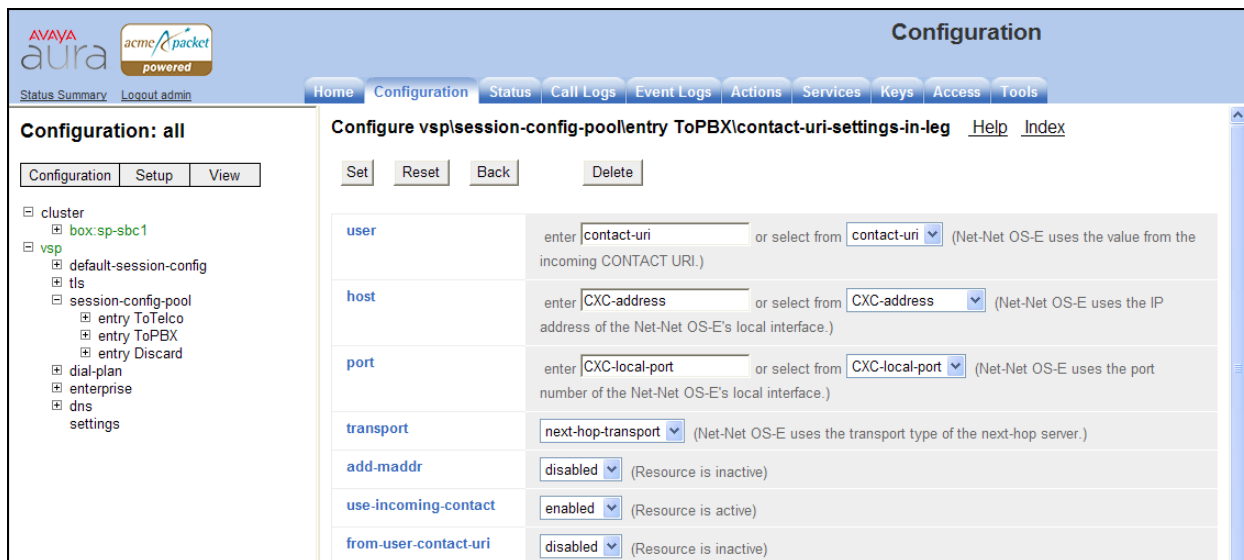 AVAYA
aura
acme packet
powered
Configuration
Status Summary Logout admin
Home Configuration Status Call Logs Event Logs Actions Services Keys Access Tools
Configuration: all
Configuration Setup View
cluster
box:sp-sbc1
vsp
default-session-config
tls
session-config-pool
entry ToTelco
entry ToPBX
entry Discard
dial-plan
enterprise
dns
settings
Configure vsp\session-config-pool\entry ToPBX\contact-uri-settings-in-leg Help Index
Set Reset Back Delete
user enter contact-uri or select from contact-uri (Net-Net OS-E uses the value from the
incoming CONTACT URI.)
host enter CXC-address or select from CXC-address (Net-Net OS-E uses the IP
address of the Net-Net OS-E's local interface.)
port enter CXC-local-port or select from CXC-local-port (Net-Net OS-E uses the port
number of the Net-Net OS-E's local interface.)
transport next-hop-transport (Net-Net OS-E uses the transport type of the next-hop server.)
add-maddr disabled (Resource is inactive)
use-incoming-contact enabled (Resource is active)
from-user-contact-uri disabled (Resource is inactive)